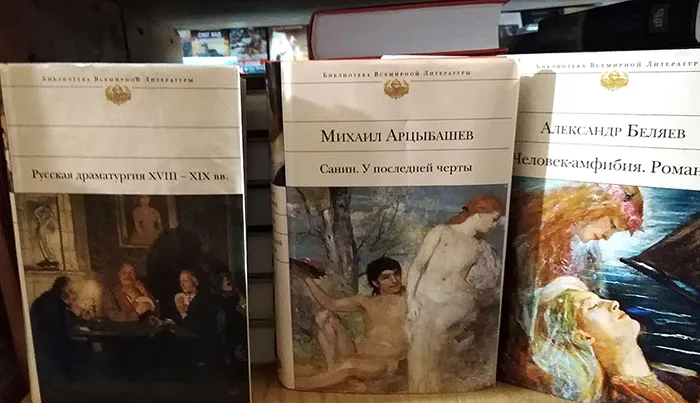 Библиотека Всемирной Литературы
Русская драматургия XVIII – XIX вв.
Библиотека Всемирной Литературы
Михаил Арцыбашев
Санин. У последней черты
Библиотека Всемирной Литературы
Александр Беляев
Человек-амфибия. Роман